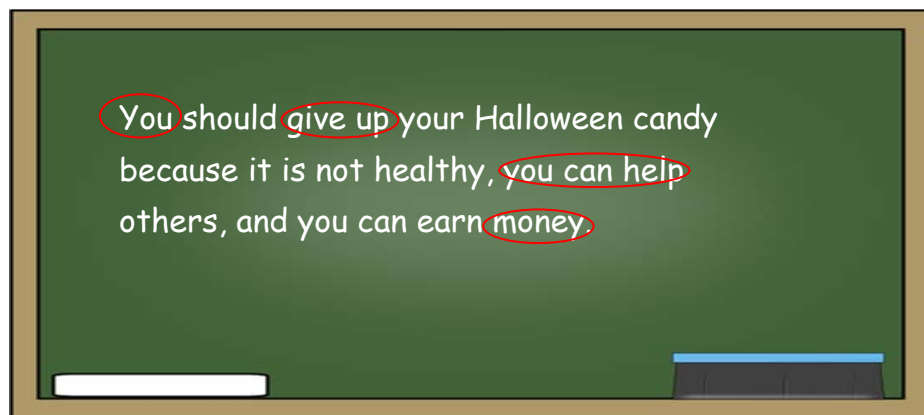 You should give up your Halloween candy
because it is not healthy, you can help
others, and you can earn money.